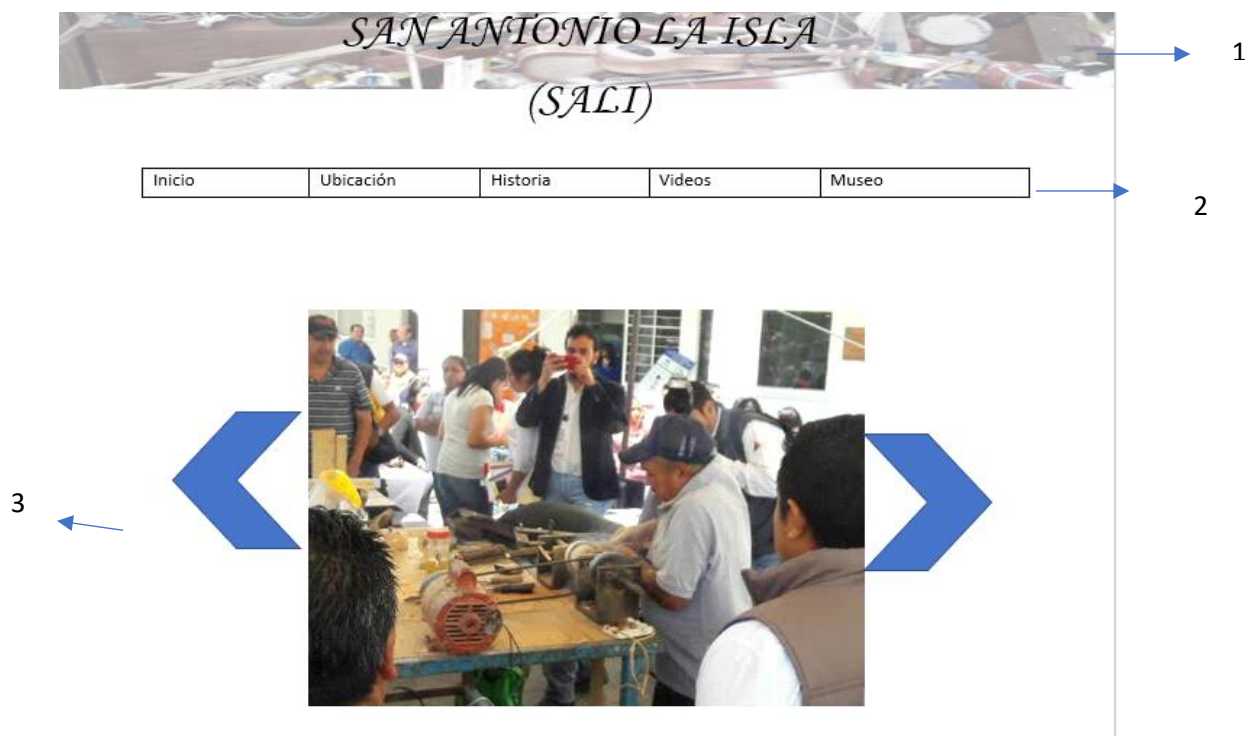 SAN ANTONIO LA ISLA
1
(SALI)
Inicio Ubicación Historia Videos Museo
2
3